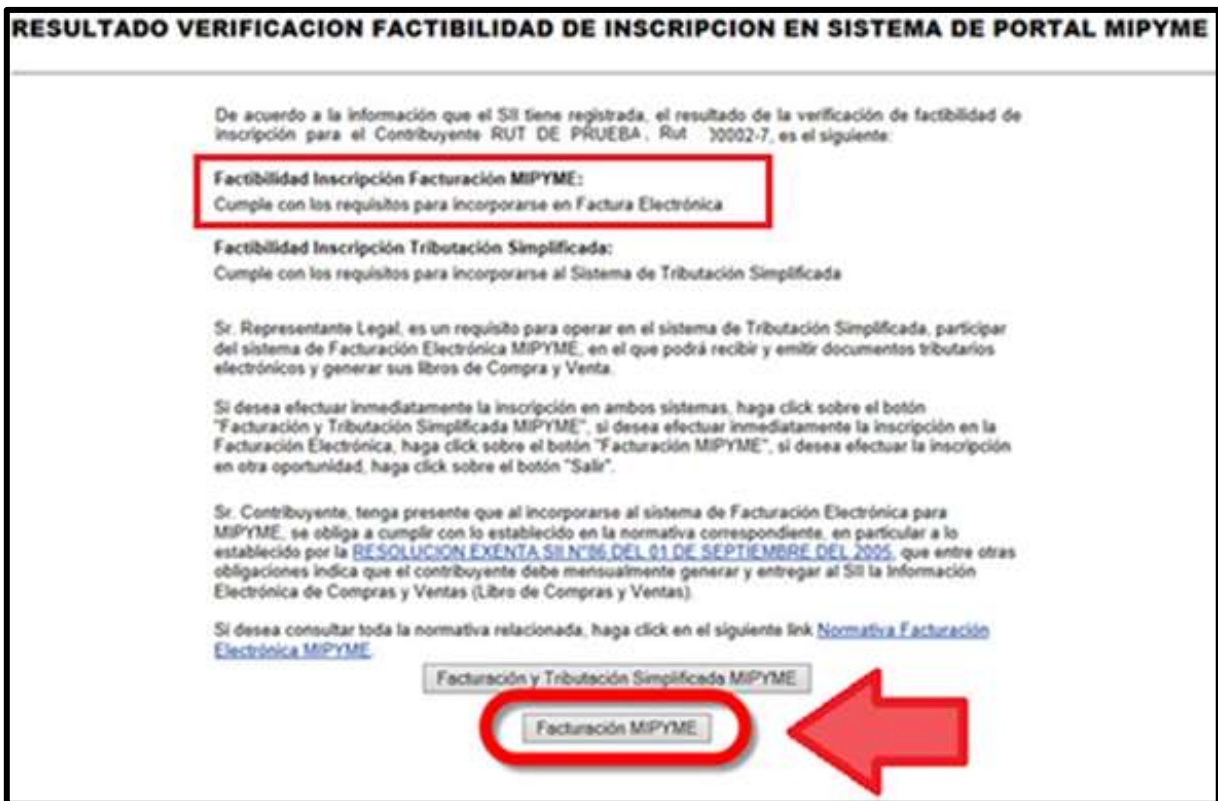 RESULTADO VERIFICACION FACTIBILIDAD DE INSCRIPCION EN SISTEMA DE PORTAL MIPYME
De acuerdo a la información que el SII tiene registrada, el resultado de la verificación de factibilidad de
inscripción para el Contribuyente RUT DE PRUEBA, Rut 00002-7, es el siguiente:
Factibilidad Inscripción Facturación MIPYME:
Cumple con los requisitos para incorporarse en Factura Electrónica
Factibilidad Inscripción Tributación Simplificada:
Cumple con los requisitos para incorporarse al Sistema de Tributación Simplificada
Sr. Representante Legal, es un requisito para operar en el sistema de Tributación Simplificada, participar
del sistema de Facturación Electrónica MIPYME, en el que podrá recibir y emitir documentos tributarios
electrónicos y generar sus libros de Compra y Venta.
Si desea efectuar inmediatamente la inscripción en ambos sistemas, haga click sobre el botón
"Facturación y Tributación Simplificada MIPYME", si desea efectuar inmediatamente la inscripción en la
Facturación Electrónica, haga click sobre el botón "Facturación MIPYME", si desea efectuar la inscripción
en otra oportunidad, haga click sobre el botón "Salir".
Sr. Contribuyente, tenga presente que al incorporarse al sistema de Facturación Electrónica para
MIPYME, se obliga a cumplir con lo establecido en la normativa correspondiente, en particular a lo
establecido por la RESOLUCION EXENTA SII N°86 DEL 01 DE SEPTIEMBRE DEL 2005, que entre otras
obligaciones indica que el contribuyente debe mensualmente generar y entregar al SII la Información
Electrónica de Compras y Ventas (Libro de Compras y Ventas).
Si desea consultar toda la normativa relacionada, haga click en el siguiente link Normativa Facturación
Electrónica MIPYME.
Facturación y Tributación Simplificada MIPYME
Facturación MIPYME